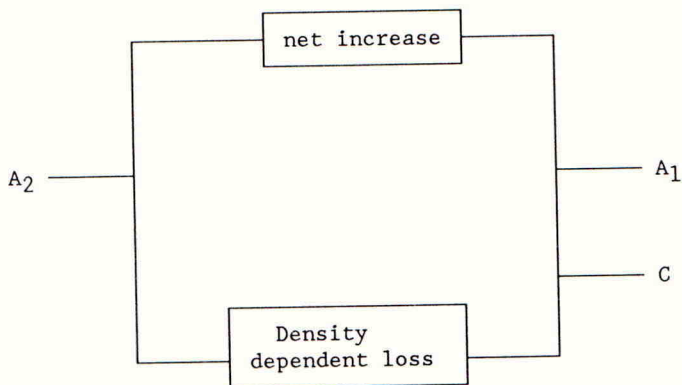 net increase
A₂
A₁
C
Density
dependent loss